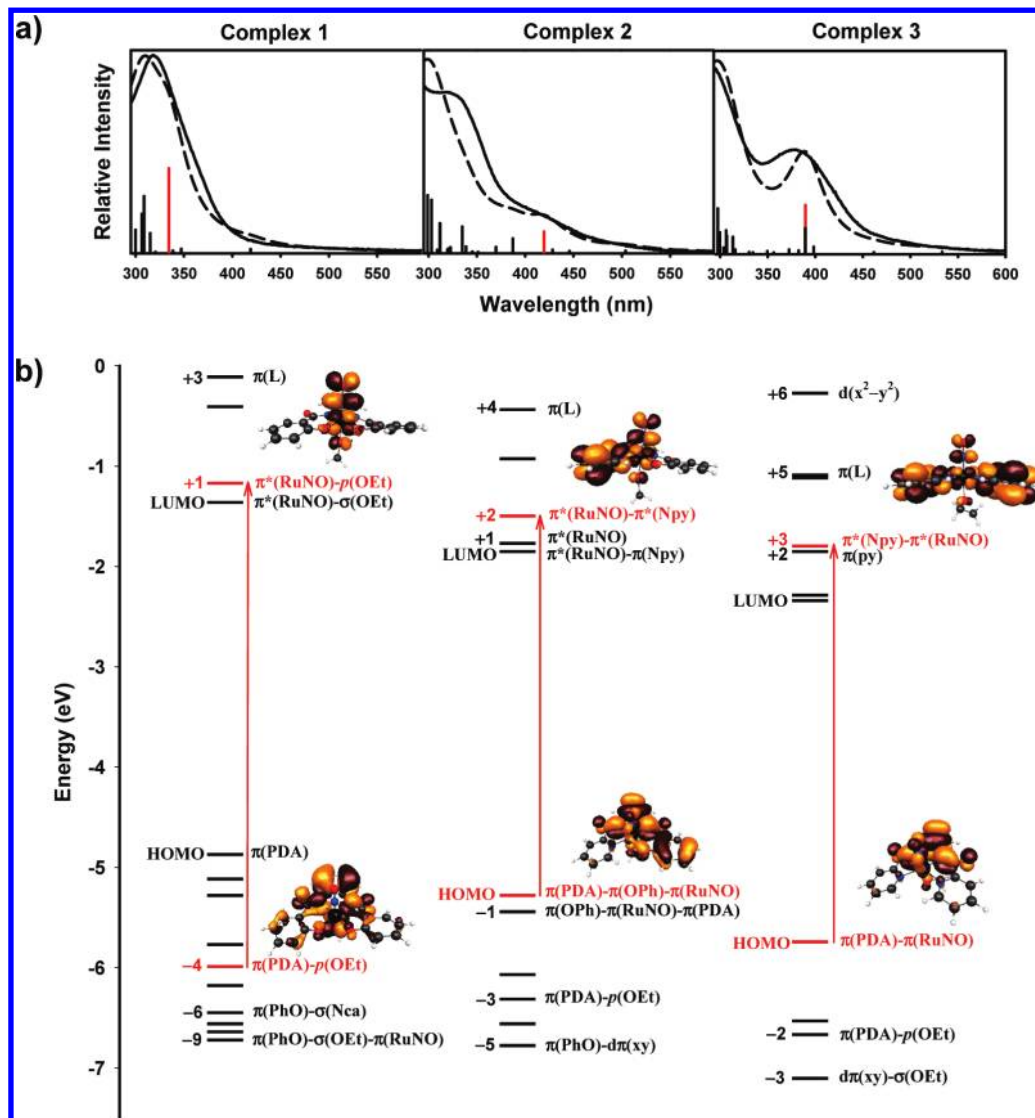 a)
Complex 1
Complex 2
Complex 3
Relative Intensity
300 350 400 450 500 550
300 350 400 450 500 550
300 350 400 450 500 550 600
Wavelength (nm)
b)
Energy (eV)
0
-1
-2
-3
-4
-5
-6
-7
+3 π(L)
+1 π*(RuNO)-p(OEt)
LUMO π*(RuNO)-σ(OEt)
HOMO π(PDA)
−4 π(PDA)-p(OEt)
−6 π(PhO)-σ(Nca)
−9 π(PhO)-σ(OEt)-π(RuNO)
+4 π(L)
+2 π*(RuNO)-π*(Npy)
+1 π*(RuNO)
LUMO π*(RuNO)-π(Npy)
HOMO π(PDA)-π(OPh)-π(RuNO)
−1 π(OPh)-π(RuNO)-π(PDA)
−3 π(PDA)-p(OEt)
−5 π(PhO)-dπ(xy)
+6 d(x²−y²)
+5 π(L)
+3 π*(Npy)-π*(RuNO)
+2 π(py)
LUMO
HOMO π(PDA)-π(RuNO)
−2 π(PDA)-p(OEt)
−3 dπ(xy)-σ(OEt)